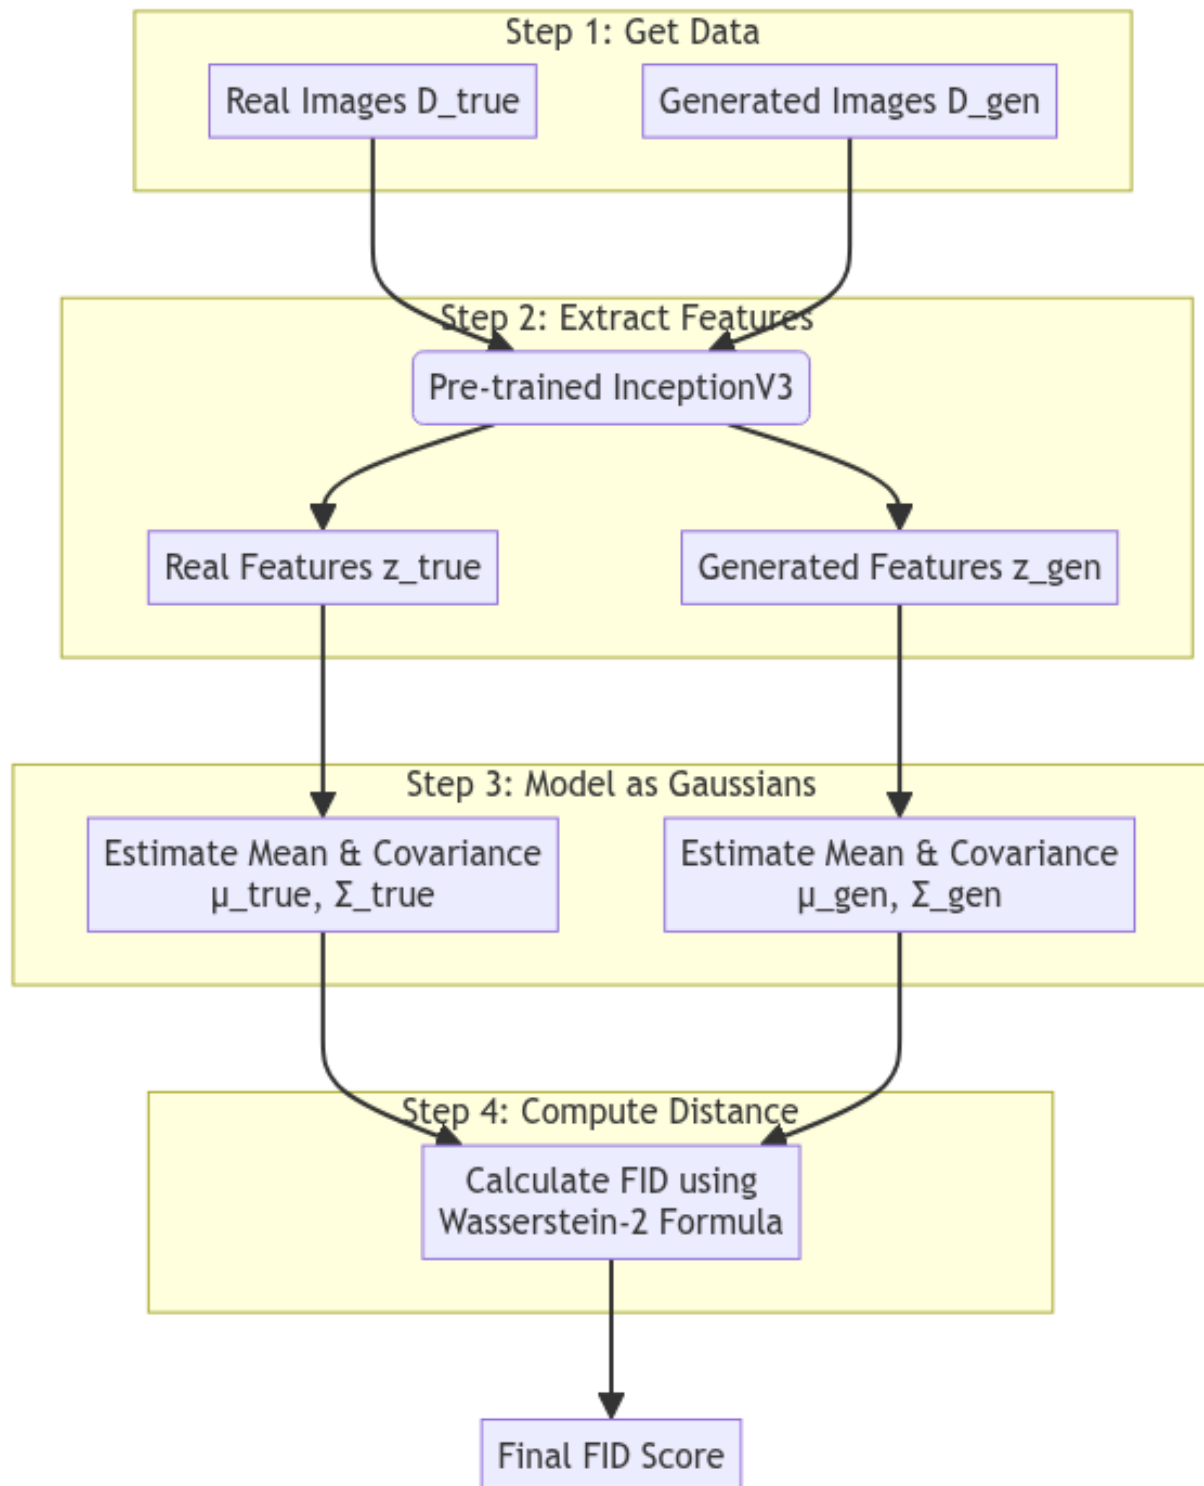 Step 1: Get Data
Real Images D_true
Generated Images D_gen
Step 2: Extract Features
Pre-trained InceptionV3
Real Features z_true
Generated Features z_gen
Step 3: Model as Gaussians
Estimate Mean & Covariance
μ_true, Σ_true
Estimate Mean & Covariance
μ_gen, Σ_gen
Step 4: Compute Distance
Calculate FID using
Wasserstein-2 Formula
Final FID Score